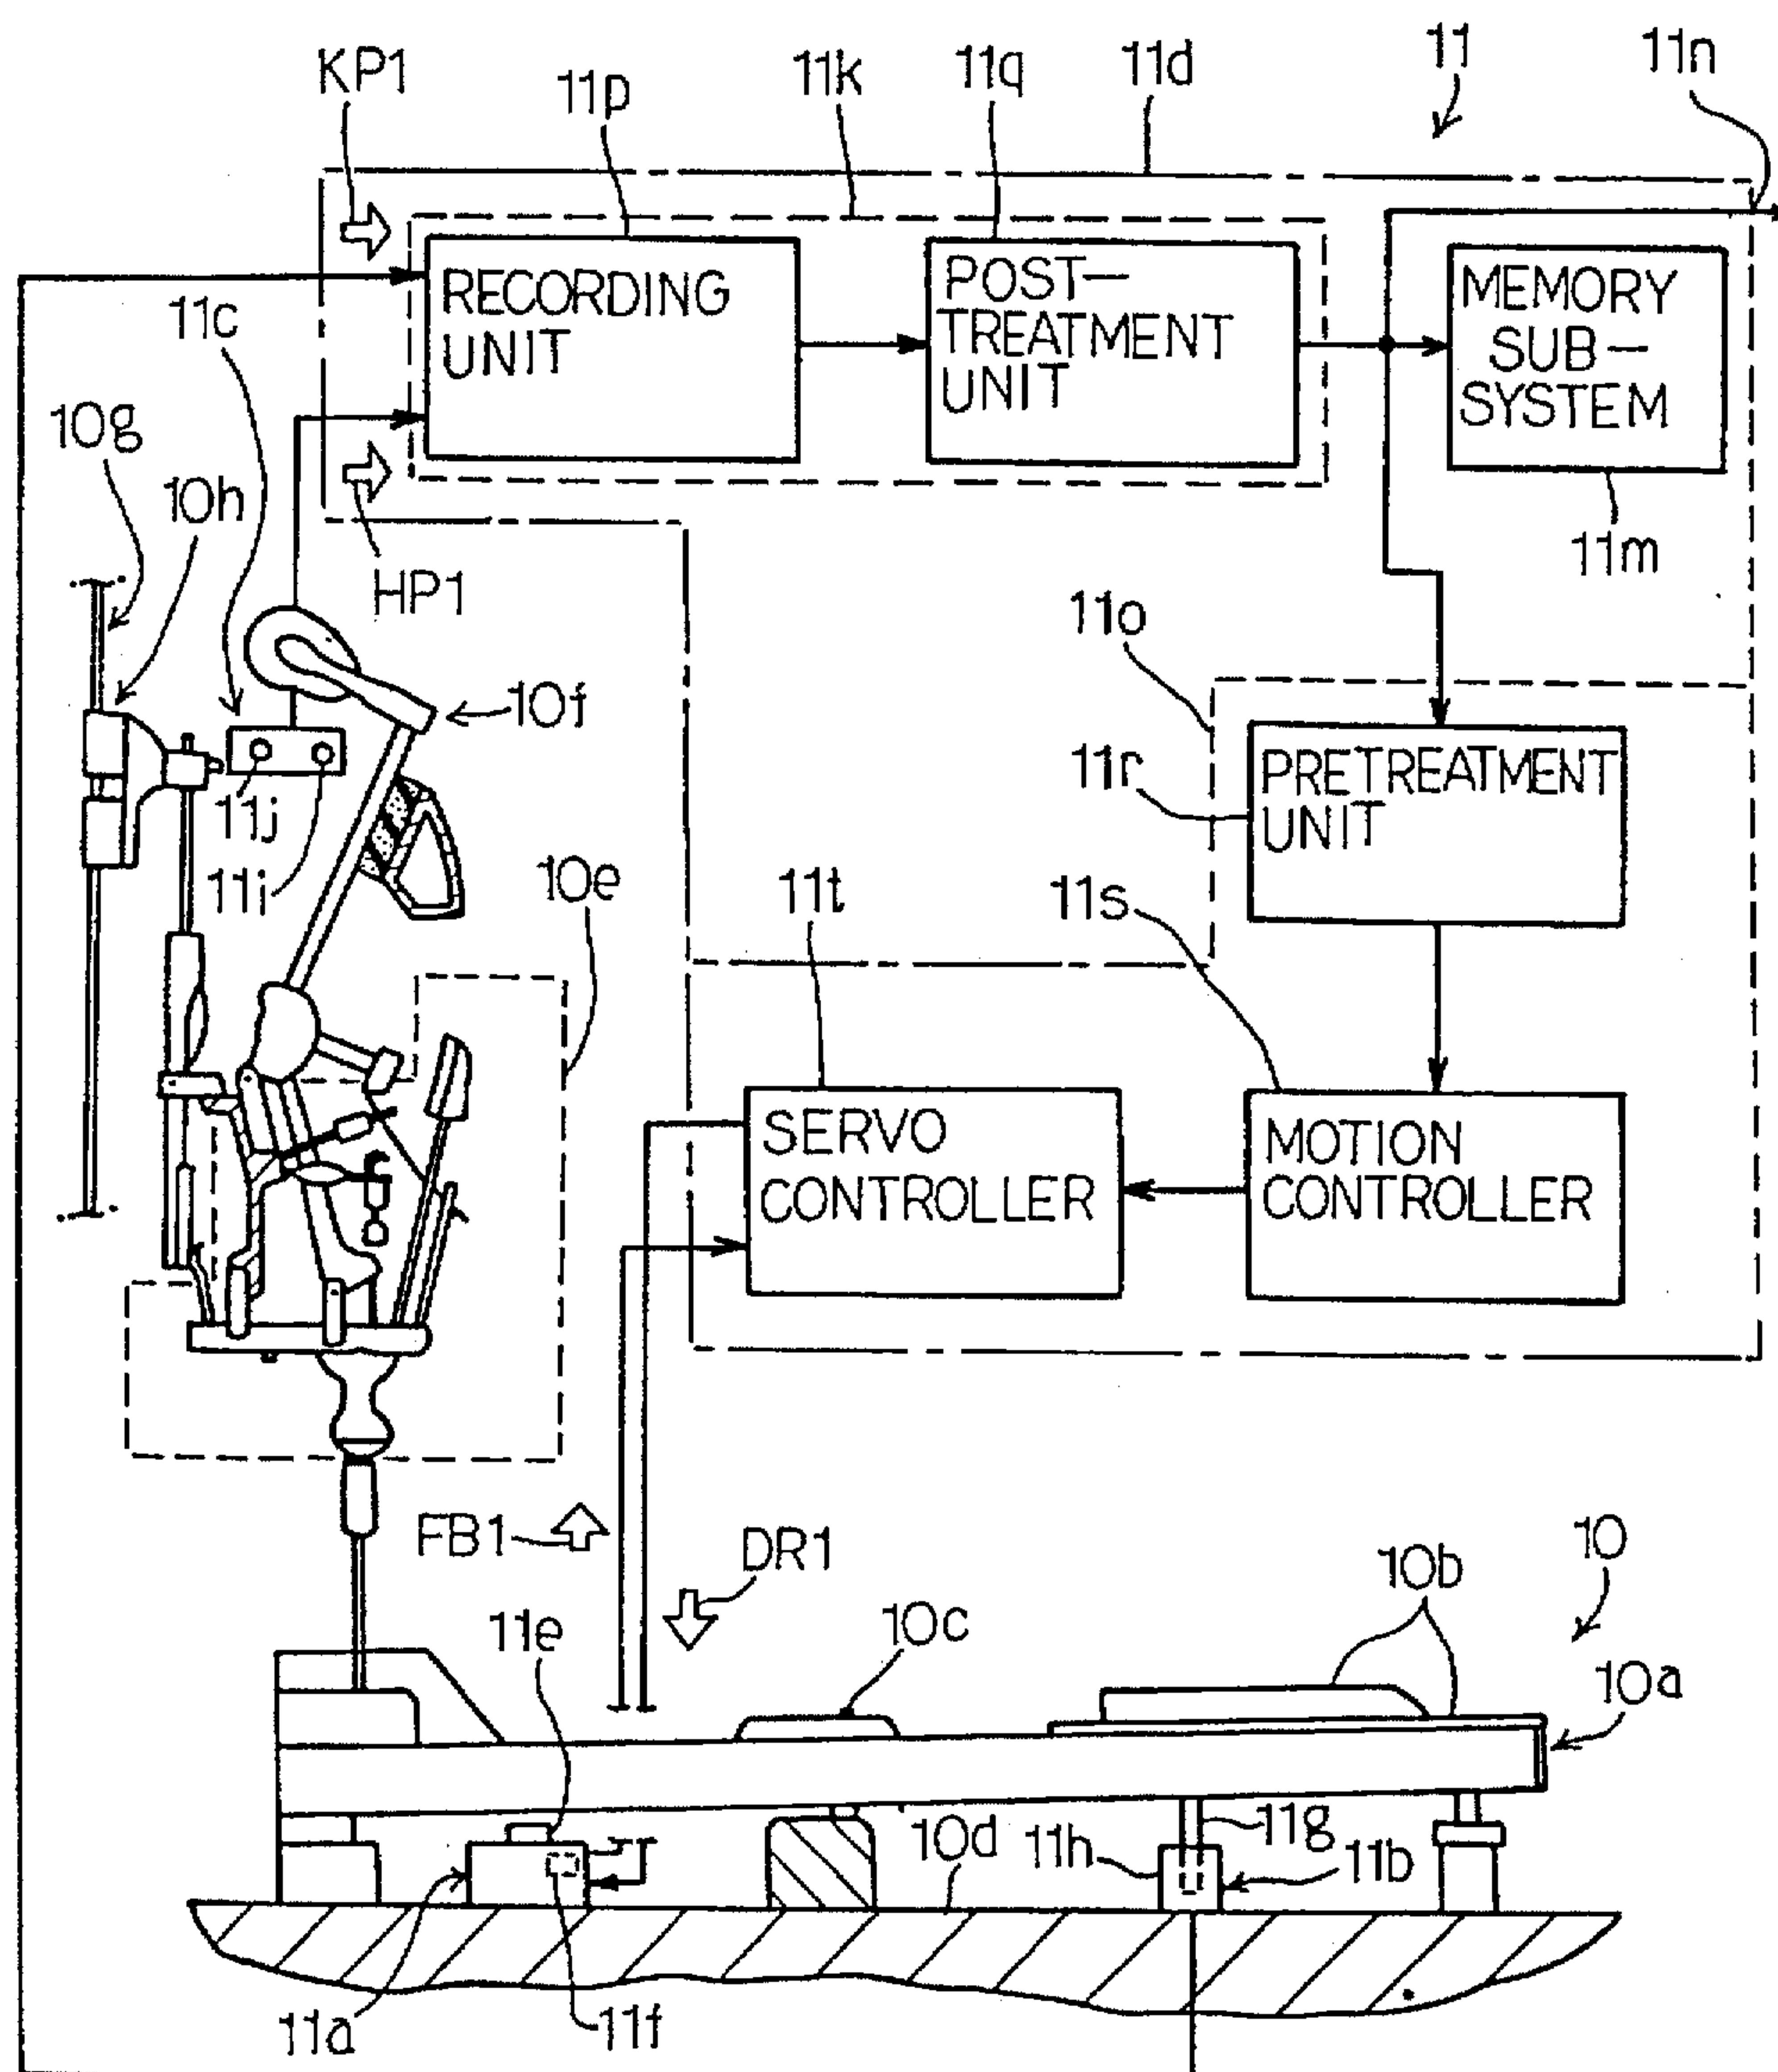 KP1
11p
11k
11q
11d
11
11n
RECORDING
UNIT
POST-
TREATMENT
UNIT
MEMORY
SUB-
SYSTEM
11c
10g
10h
HP1
11m
11o
10f
11r
PRETREATMENT
UNIT
11j
11i
10e
11t
11s
SERVO
CONTROLLER
MOTION
CONTROLLER
FB1
DR1
10
10b
11e
10c
10a
10d
11h
11g
11b
11a
11f